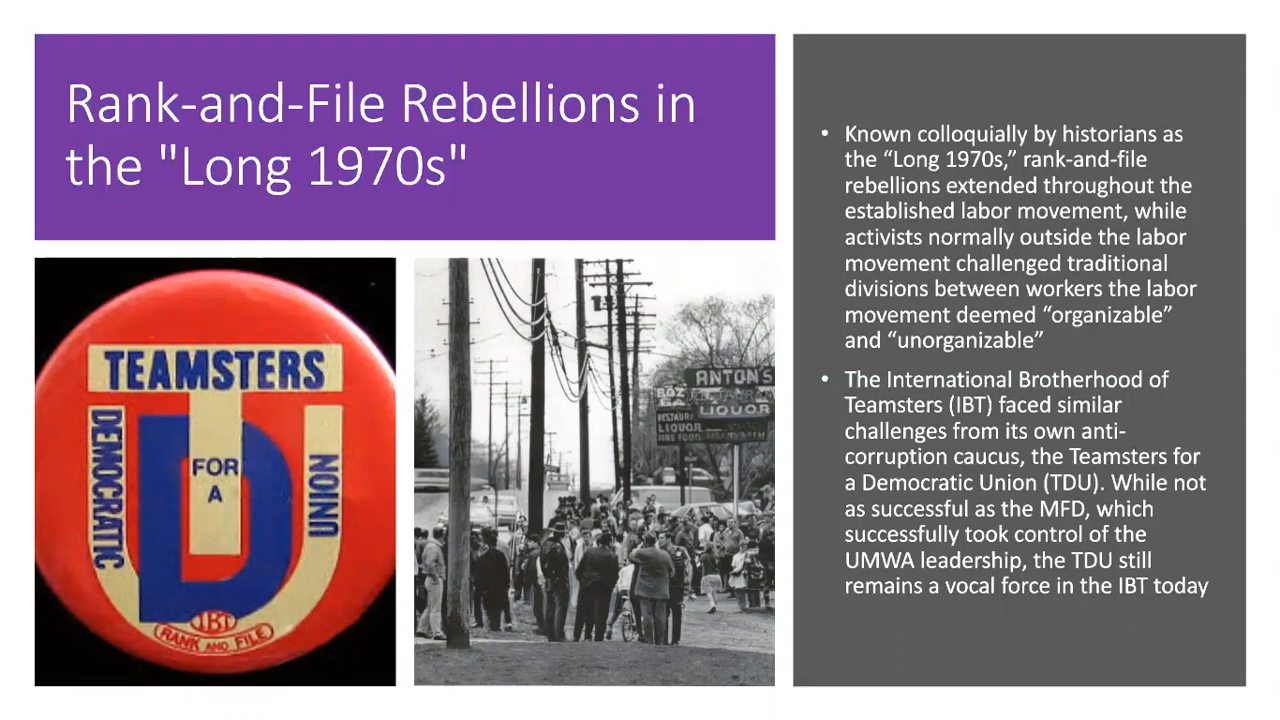 Rank-and-File Rebellions in
the "Long 1970s"
TEAMSTERS
DEMOCRATIC
FOR
A
UNION
IBT
RANK AND FILE
ANTON'S
LIQUOR
LIQUOR
• Known colloquially by historians as
the “Long 1970s,” rank-and-file
rebellions extended throughout the
established labor movement, while
activists normally outside the labor
movement challenged traditional
divisions between workers the labor
movement deemed “organizable”
and “unorganizable”
• The International Brotherhood of
Teamsters (IBT) faced similar
challenges from its own anti-
corruption caucus, the Teamsters for
a Democratic Union (TDU). While not
as successful as the MFD, which
successfully took control of the
UMWA leadership, the TDU still
remains a vocal force in the IBT today